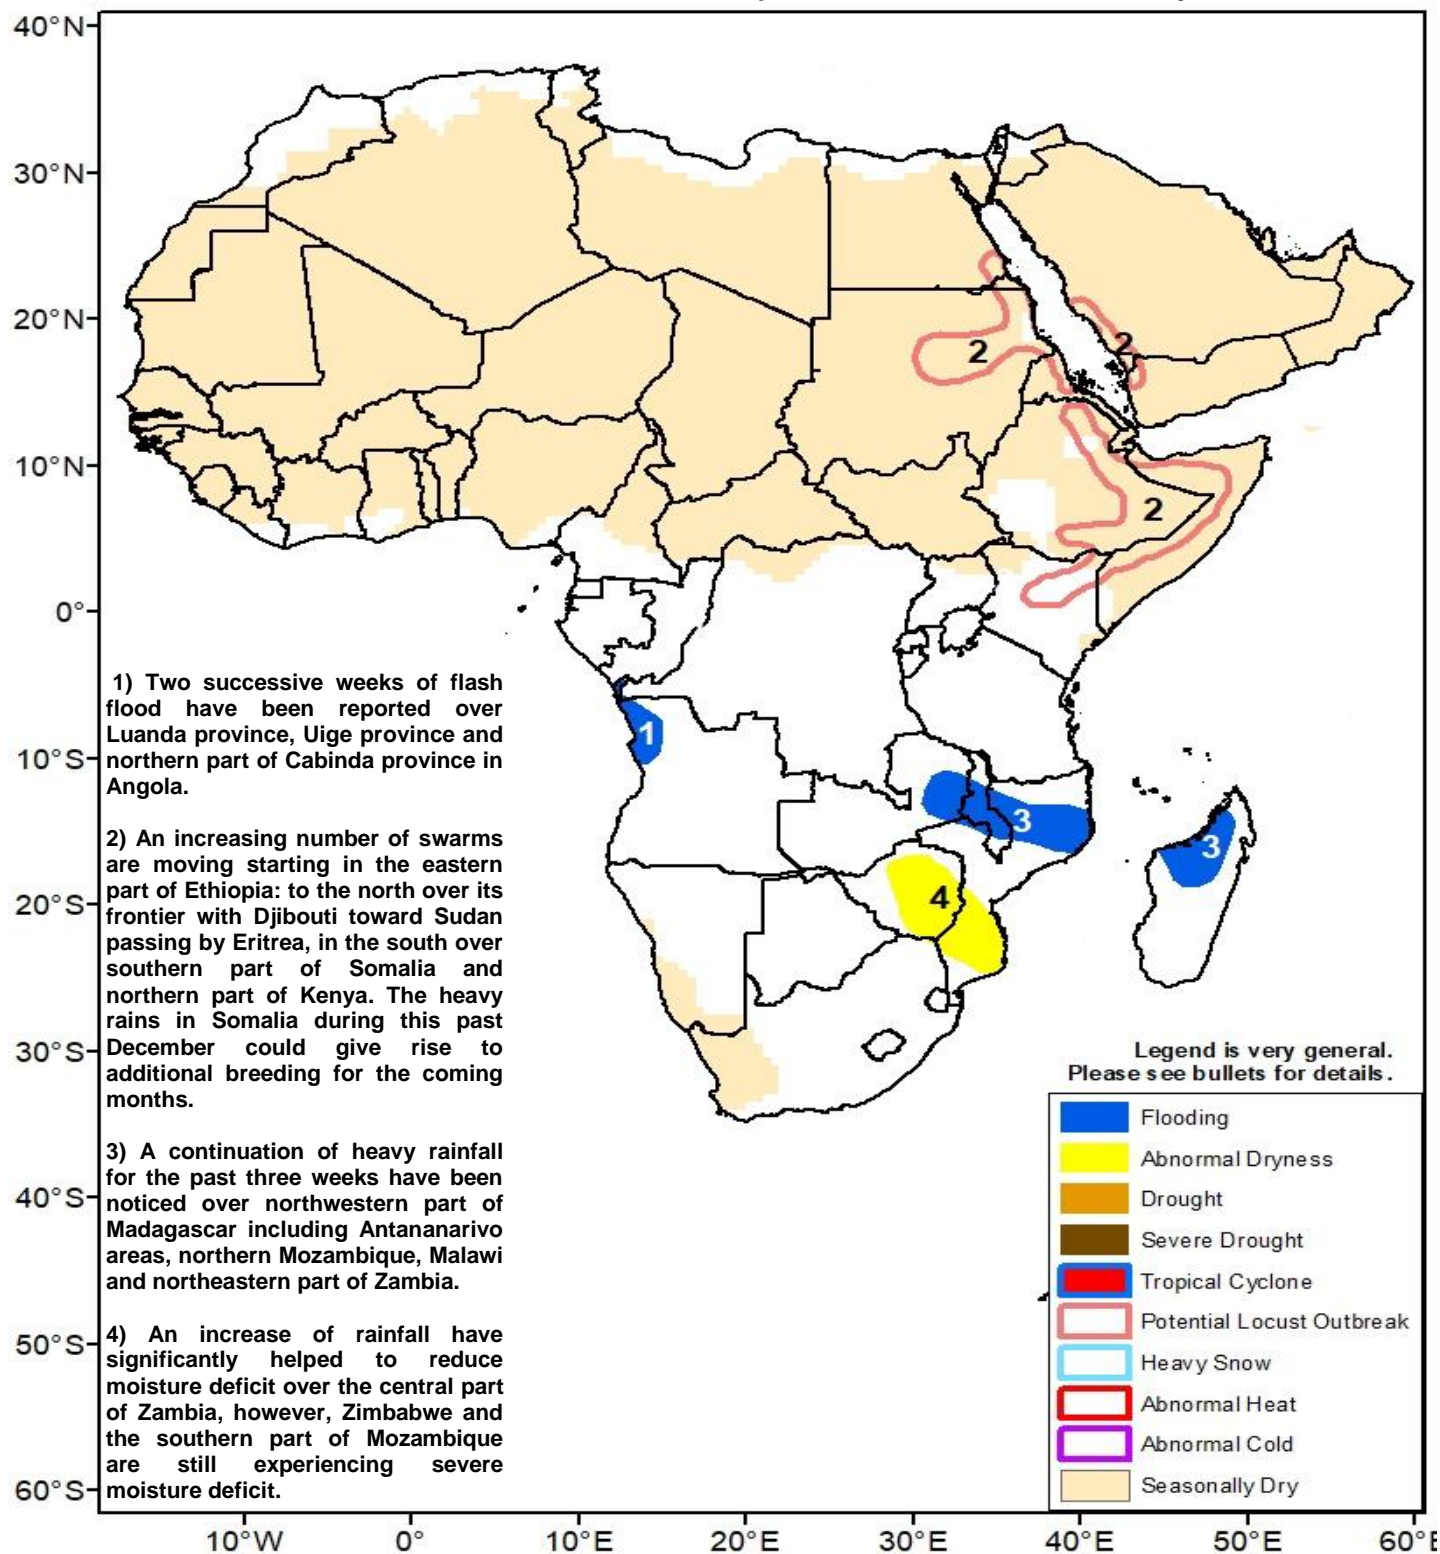 40°N
30°N
20°N
10°N
0°
10°S
20°S
30°S
40°S
50°S
60°S
2
2
2
1
3
3
4
1) Two successive weeks of flash
flood have been reported over
Luanda province, Uige province and
northern part of Cabinda province in
Angola.
2) An increasing number of swarms
are moving starting in the eastern
part of Ethiopia: to the north over its
frontier with Djibouti toward Sudan
passing by Eritrea, in the south over
southern part of Somalia and
northern part of Kenya. The heavy
rains in Somalia during this past
December could give rise to
additional breeding for the coming
months.
3) A continuation of heavy rainfall
for the past three weeks have been
noticed over northwestern part of
Madagascar including Antananarivo
areas, northern Mozambique, Malawi
and northeastern part of Zambia.
4) An increase of rainfall have
significantly helped to reduce
moisture deficit over the central part
of Zambia, however, Zimbabwe and
the southern part of Mozambique
are still experiencing severe
moisture deficit.
Legend is very general.
Please see bullets for details.
Flooding
Abnormal Dryness
Drought
Severe Drought
Tropical Cyclone
Potential Locust Outbreak
Heavy Snow
Abnormal Heat
Abnormal Cold
Seasonally Dry
10°W 0° 10°E 20°E 30°E 40°E 50°E 60°E